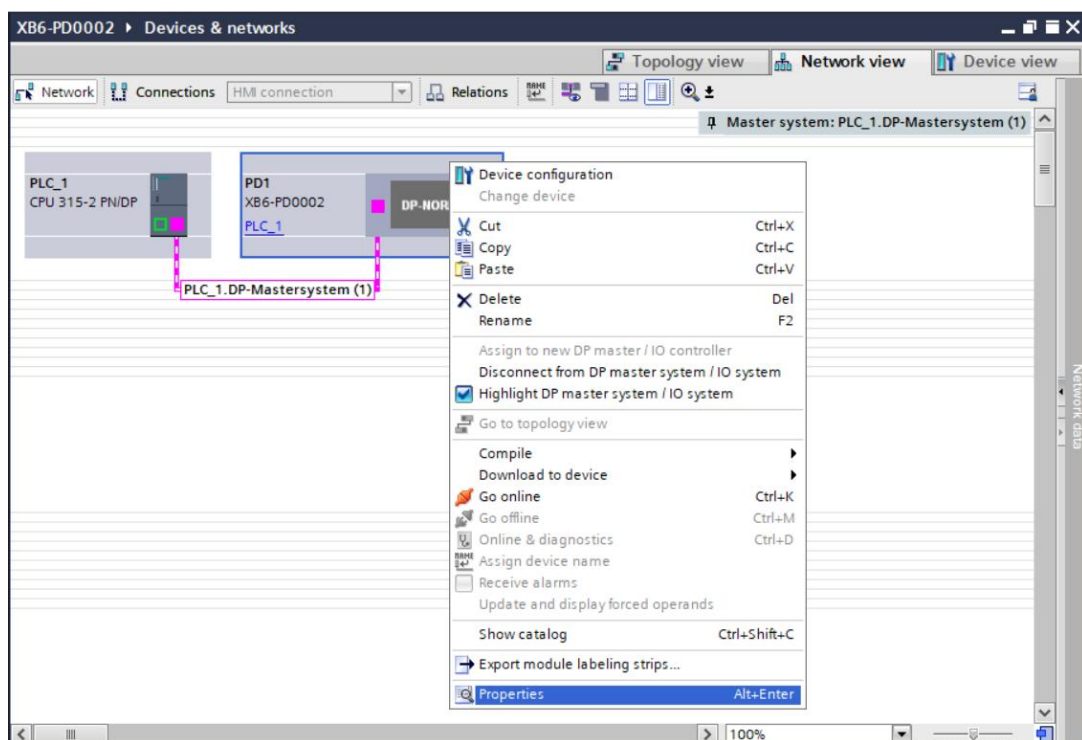 XB6-PD0002 ▸ Devices & networks
Topology view Network view Device view
Network Connections HMI connection Relations
Master system: PLC_1.DP-Mastersystem (1)
PLC_1
CPU 315-2 PN/DP
PD1
XB6-PD0002
PLC_1
DP-NOR
PLC_1.DP-Mastersystem (1)
Device configuration
Change device
Cut Ctrl+X
Copy Ctrl+C
Paste Ctrl+V
Delete Del
Rename F2
Assign to new DP master / IO controller
Disconnect from DP master system / IO system
Highlight DP master system / IO system
Go to topology view
Compile
Download to device
Go online Ctrl+K
Go offline Ctrl+M
Online & diagnostics Ctrl+D
Assign device name
Receive alarms
Update and display forced operands
Show catalog Ctrl+Shift+C
Export module labeling strips...
Properties Alt+Enter
Network data
100%